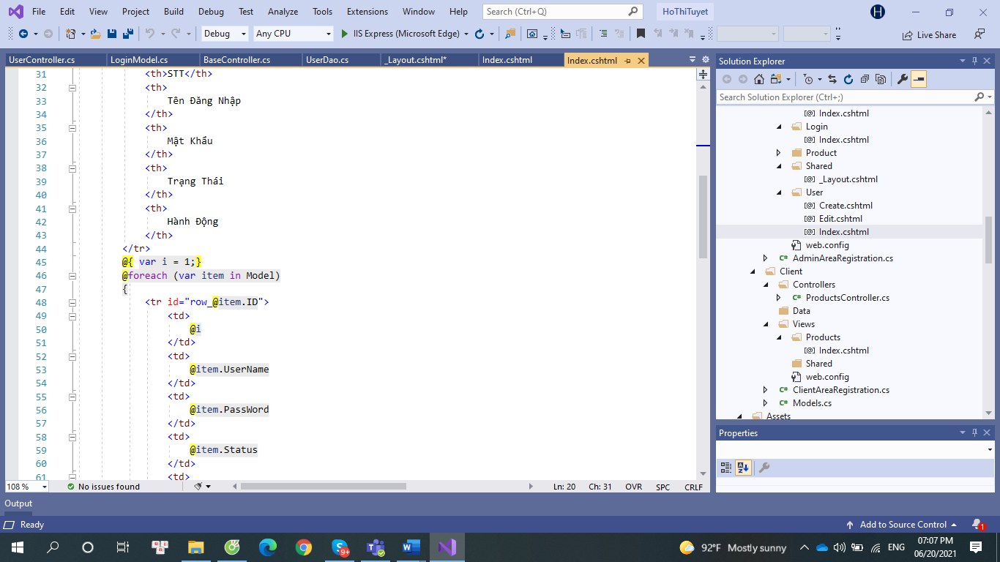 File Edit View Project Build Debug Test Analyze Tools Extensions Window Help Search (Ctrl+Q) HoThiTuyet H
Debug Any CPU IIS Express (Microsoft Edge) Live Share
UserController.cs LoginModel.cs BaseController.cs UserDao.cs _Layout.cshtml* Index.cshtml Index.cshtml
31 <th>STT</th>
32 <th>
33 Tên Đăng Nhập
34 </th>
35 <th>
36 Mật Khẩu
37 </th>
38 <th>
39 Trạng Thái
40 </th>
41 <th>
42 Hành Động
43 </th>
44 </tr>
45 @{ var i = 1;}
46 @foreach (var item in Model)
47 {
48 <tr id="row_@item.ID">
49 <td>
50 @i
51 </td>
52 <td>
53 @item.UserName
54 </td>
55 <td>
56 @item.PassWord
57 </td>
58 <td>
59 @item.Status
60 </td>
61 <td>
108 % No issues found Ln: 20 Ch: 31 OVR SPC CRLF
Solution Explorer
Search Solution Explorer (Ctrl+;)
Index.cshtml
Login
Index.cshtml
Product
Shared
_Layout.cshtml
User
Create.cshtml
Edit.cshtml
Index.cshtml
web.config
C# AdminAreaRegistration.cs
Client
Controllers
C# ProductsController.cs
Data
Views
Products
Index.cshtml
Shared
web.config
C# ClientAreaRegistration.cs
C# Models.cs
Assets
Properties
Output
Ready Add to Source Control 1
9+ 92°F Mostly sunny ENG 07:07 PM
06/20/2021